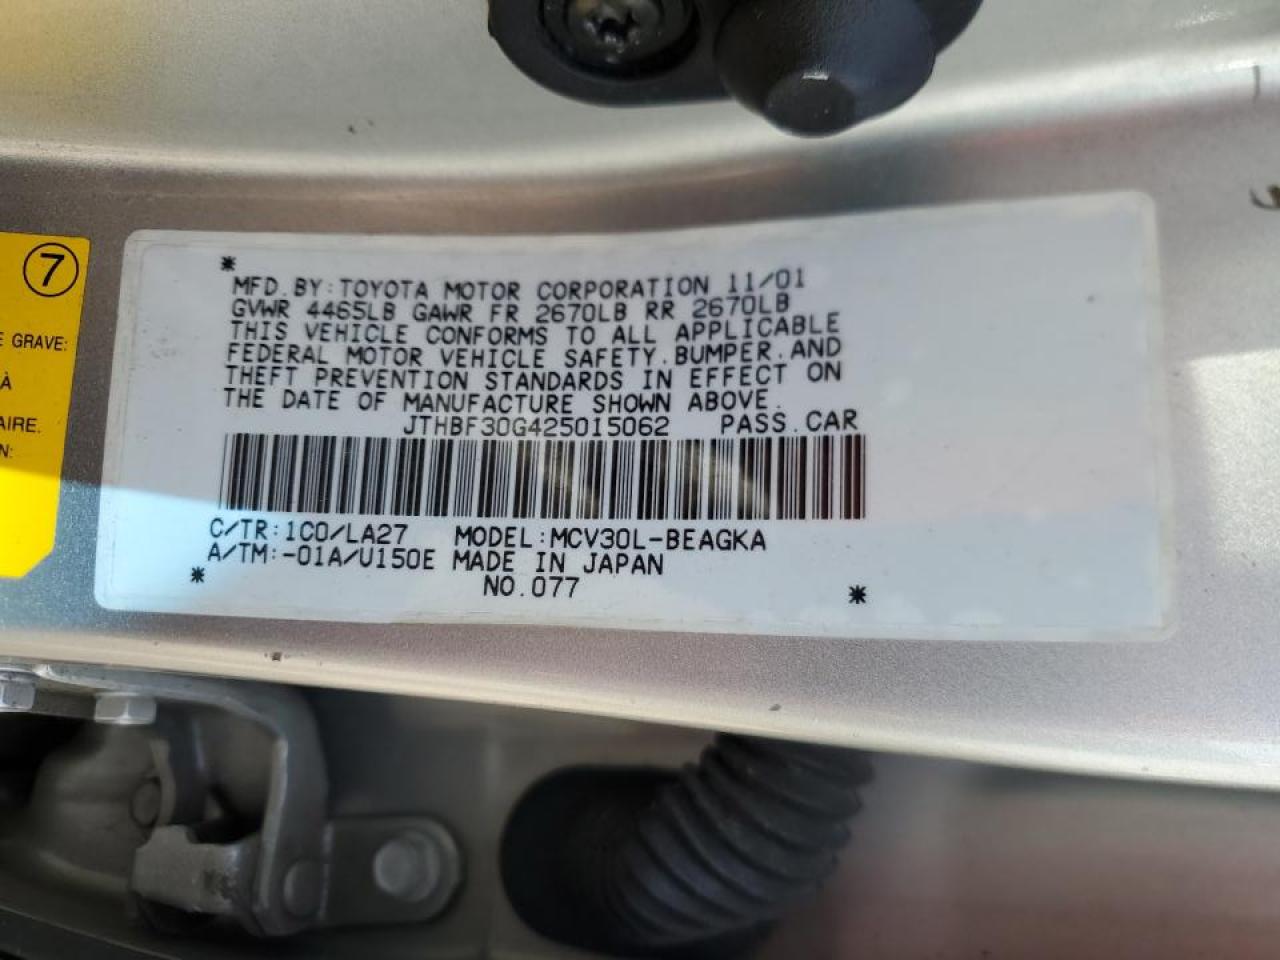 7
E GRAVE:
À
AIRE.
N:
*
MFD.BY:TOYOTA MOTOR CORPORATION 11/01
GVWR 4465LB GAWR FR 2670LB RR 2670LB
THIS VEHICLE CONFORMS TO ALL APPLICABLE
FEDERAL MOTOR VEHICLE SAFETY,BUMPER,AND
THEFT PREVENTION STANDARDS IN EFFECT ON
THE DATE OF MANUFACTURE SHOWN ABOVE.
JTHBF30G425015062 PASS.CAR
C/TR:1C0/LA27 MODEL:MCV30L-BEAGKA
A/TM:-01A/U150E MADE IN JAPAN
* NO.077 *